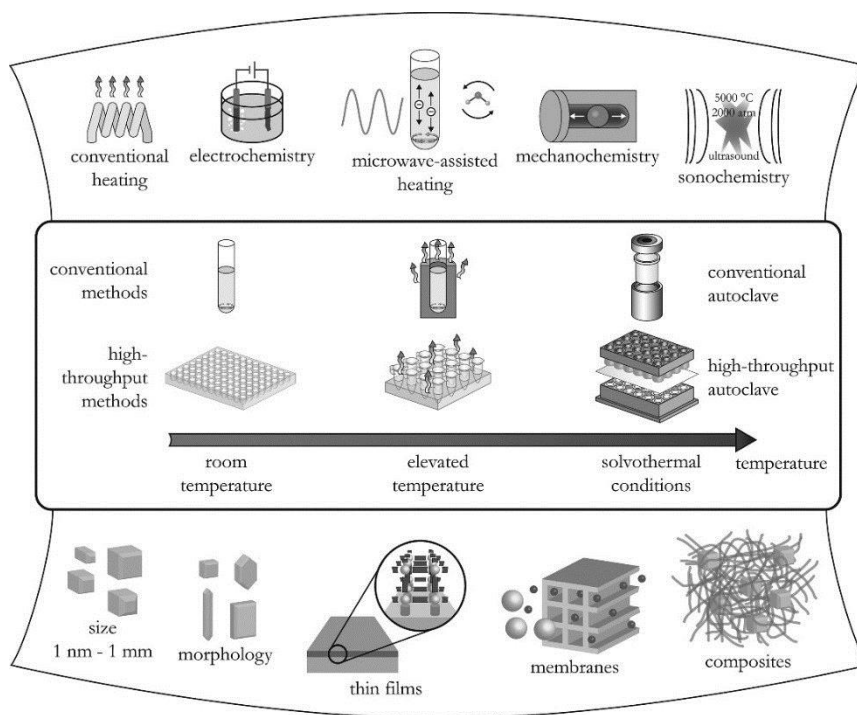 conventional
heating
electrochemistry
microwave-assisted
heating
mechanochemistry
5000 °C
2000 atm
ultrasound
sonochemistry
conventional
methods
conventional
autoclave
high-
throughput
methods
high-throughput
autoclave
room
temperature
elevated
temperature
solvothermal
conditions
temperature
size
1 nm - 1 mm
morphology
thin films
membranes
composites